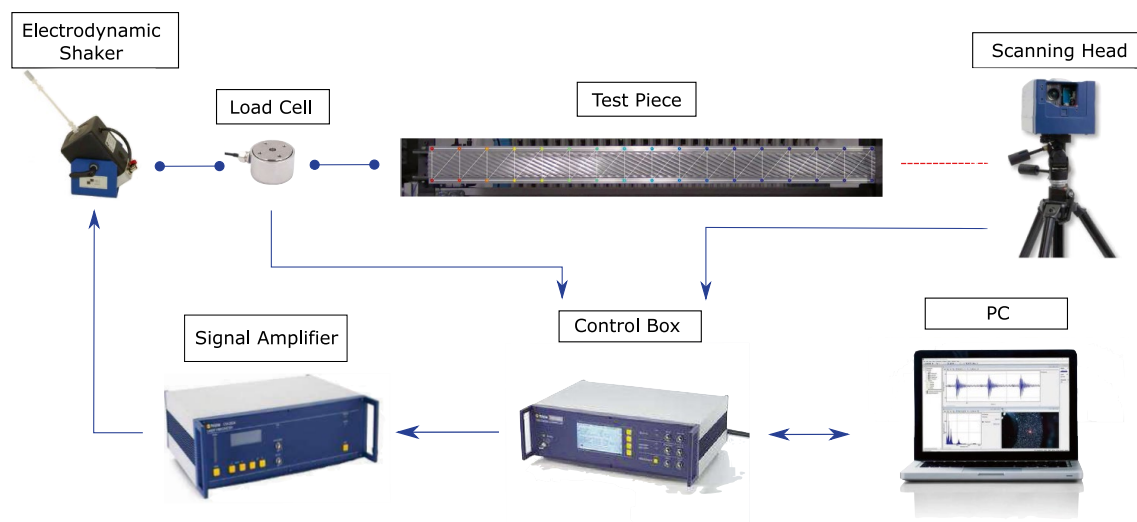 Electrodynamic
Shaker
Load Cell
Test Piece
Scanning Head
Signal Amplifier
Control Box
PC